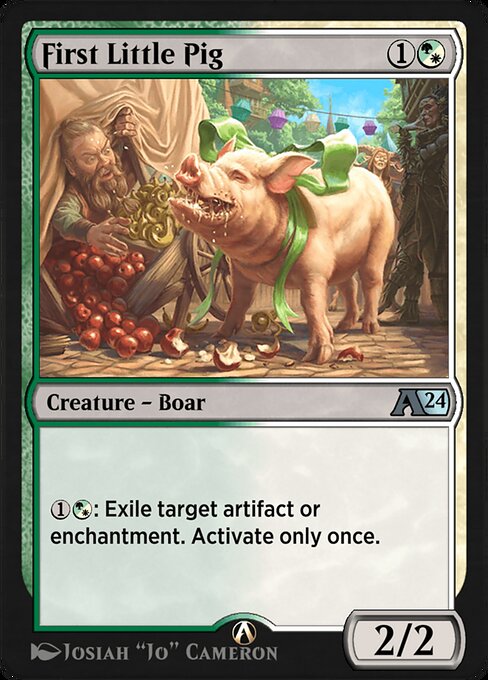 First Little Pig 1
Creature – Boar A24
1: Exile target artifact or
enchantment. Activate only once.
2/2
Josiah "Jo" Cameron